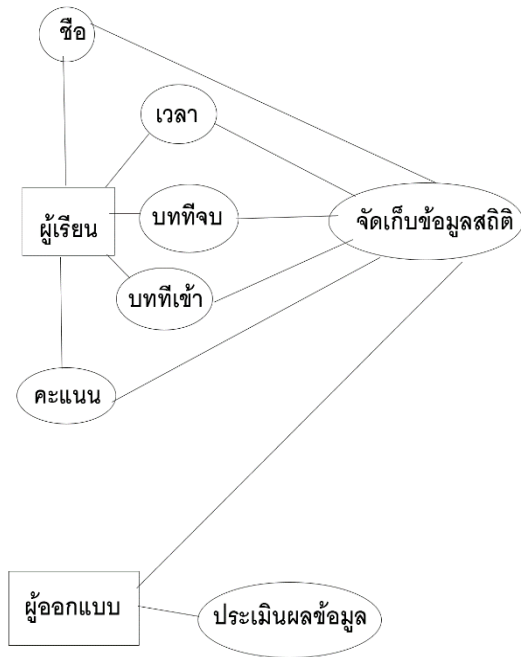 ชือ
เวลา
บททีจบ
จัดเก็บข้อมูลสถิติ
ผู้เรียน
บททีเข้า
คะแนน
ผู้ออกแบบ
ประเมินผลข้อมูล